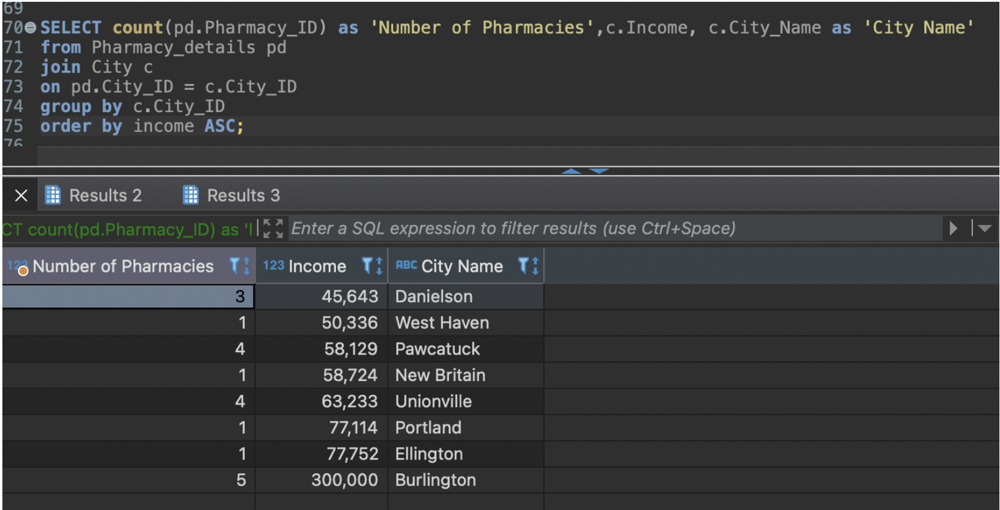 69
70 SELECT count(pd.Pharmacy_ID) as 'Number of Pharmacies',c.Income, c.City_Name as 'City Name'
71 from Pharmacy_details pd
72 join City c
73 on pd.City_ID = c.City_ID
74 group by c.City_ID
75 order by income ASC;
76
Results 2 Results 3
CT count(pd.Pharmacy_ID) as 'I Enter a SQL expression to filter results (use Ctrl+Space)
123 Number of Pharmacies 123 Income ABC City Name
3 45,643 Danielson
1 50,336 West Haven
4 58,129 Pawcatuck
1 58,724 New Britain
4 63,233 Unionville
1 77,114 Portland
1 77,752 Ellington
5 300,000 Burlington